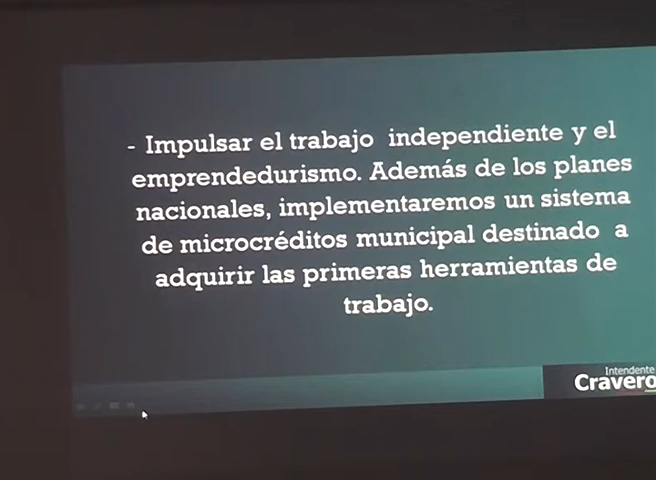 - Impulsar el trabajo independiente y el
emprendedurismo. Además de los planes
nacionales, implementaremos un sistema
de microcréditos municipal destinado a
adquirir las primeras herramientas de
trabajo.
Intendente
Cravero